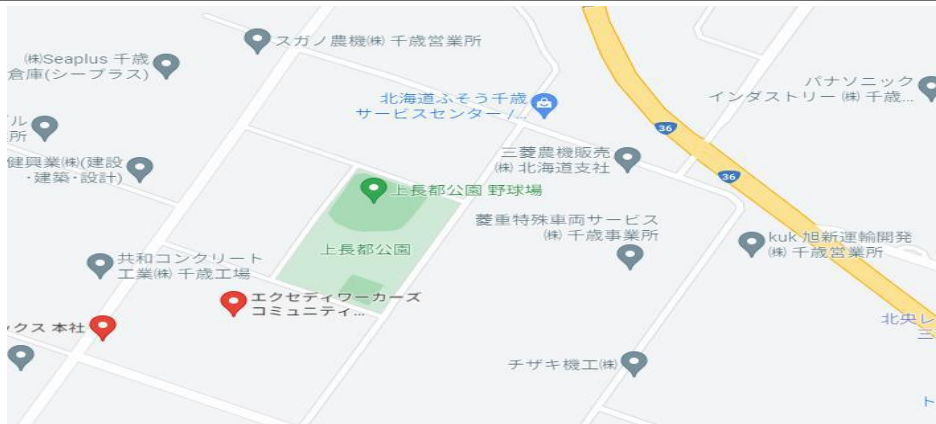 スガノ農機㈱ 千歳営業所
㈱Seaplus 千歳
倉庫(シープラス)
パナソニック
インダストリー ㈱ 千歳...
北海道ふそう千歳
サービスセンター /...
ル
所
36
三菱農機販売
㈱ 北海道支社
健興業㈱(建設
・建築・設計)
36
上長都公園 野球場
菱重特殊車両サービス
㈱ 千歳事業所
上長都公園
kuk 旭新運輸開発
㈱ 千歳営業所
共和コンクリート
工業㈱ 千歳工場
エクセディワーカーズ
コミュニティ...
北央レ
三
ックス 本社
チザキ機工㈱
ト